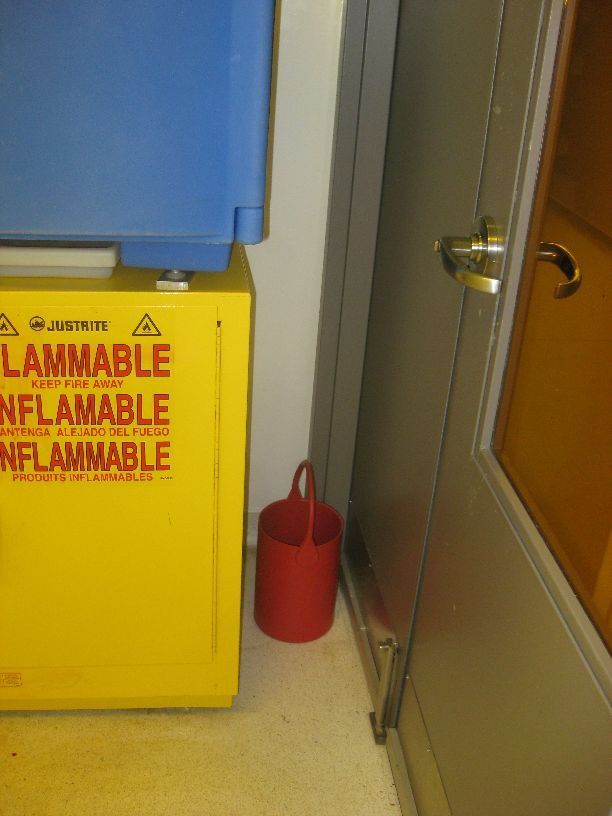 JUSTRITE
LAMMABLE
KEEP FIRE AWAY
NFLAMABLE
ANTENGA ALEJADO DEL FUEGO
NFLAMMABLE
PRODUITS INFLAMMABLES